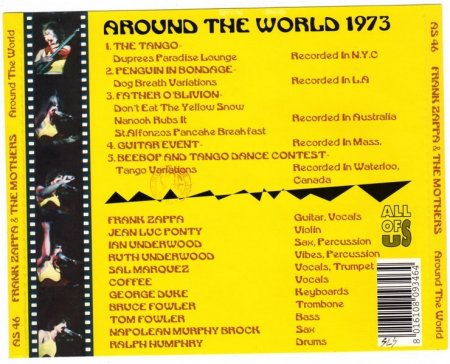 AROUND THE WORLD 1973
1. THE TANGO-
Duprees Paradise Lounge Recorded In N.Y.C
2. PENGUIN IN BONDAGE-
Dog Breath Variations Recorded In L.A
3. FATHER O'BLIVION-
Don't Eat The Yellow Snow
Nanook Rubs It Recorded In Australia
St.Alfonzos Pancake Breakfast
4. GUITAR EVENT- Recorded In Mass.
5. BEEBOP AND TANGO DANCE CONTEST-
Tango Variations Recorded In Waterloo,
Canada
FRANK ZAPPA Guitar, Vocals
JEAN LUC PONTY Violin
IAN UNDERWOOD Sax, Percussion
RUTH UNDERWOOD Vibes, Percussion
SAL MARQUEZ Vocals, Trumpet
COFFEE Vocals
GEORGE DUKE Keyboards
BRUCE FOWLER Trombone
TOM FOWLER Bass
NAPOLEAN MURPHY BROCK Sax
RALPH HUMPHRY Drums
ALL
OF
US
8 016108 093464
SLS
AS 46 FRANK ZAPPA & THE MOTHERS Around The World
AS 46 FRANK ZAPPA & THE MOTHERS Around The World